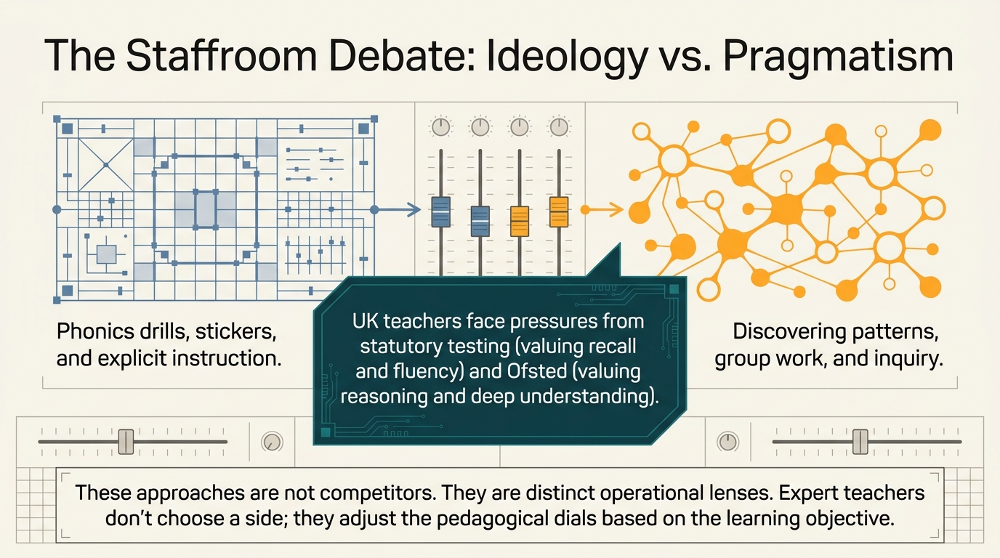 The Staffroom Debate: Ideology vs. Pragmatism
Phonics drills, stickers,
and explicit instruction.
UK teachers face pressures from
statutory testing (valuing recall
and fluency) and Ofsted (valuing
reasoning and deep understanding).
Discovering patterns,
group work, and inquiry.
These approaches are not competitors. They are distinct operational lenses. Expert teachers
don't choose a side; they adjust the pedagogical dials based on the learning objective.